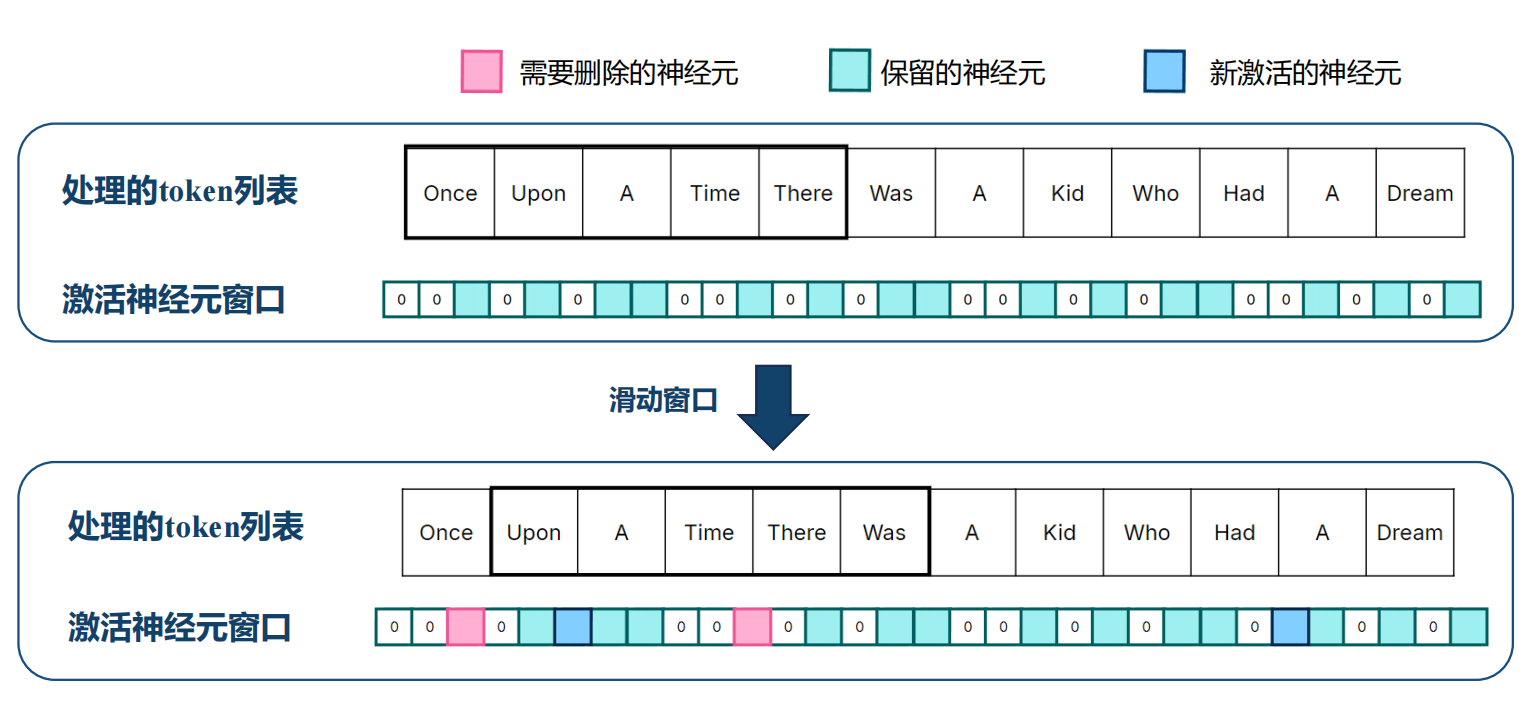 需要删除的神经元 保留的神经元 新激活的神经元
处理的token列表 Once Upon A Time There Was A Kid Who Had A Dream
激活神经元窗口 0 0 0 0 0 0 0 0 0 0 0 0 0 0 0 0
滑动窗口
处理的token列表 Once Upon A Time There Was A Kid Who Had A Dream
激活神经元窗口 0 0 0 0 0 0 0 0 0 0 0 0 0 0